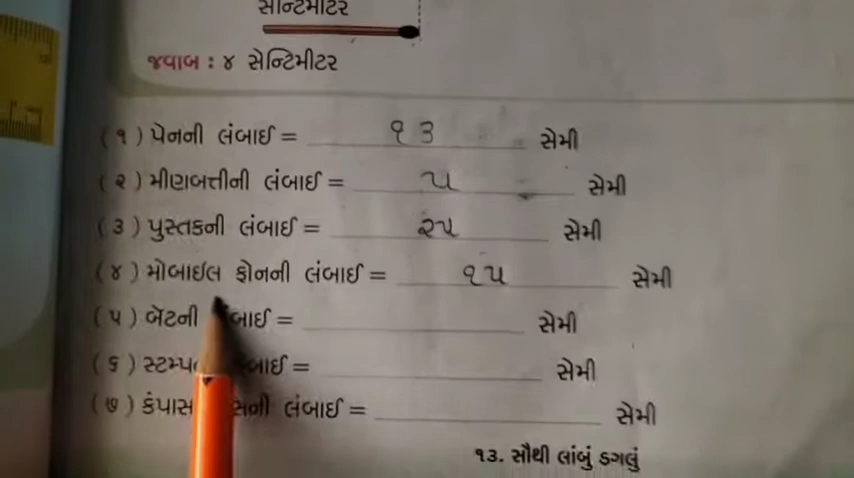 સેન્ટિમીટર
જવાબ : ૪ સેન્ટિમીટર
(૧) પેનની લંબાઈ = ૧૩ સેમી
(૨) મીણબત્તીની લંબાઈ = ૫ સેમી
(૩) પુસ્તકની લંબાઈ = ૨૫ સેમી
(૪) મોબાઈલ ફોનની લંબાઈ = ૧૫ સેમી
(૫) બેટની = સેમી
(૬) = સેમી
(૭) કંપાસ લંબાઈ = સેમી
૧૩. સૌથી લાંબું ડગલું